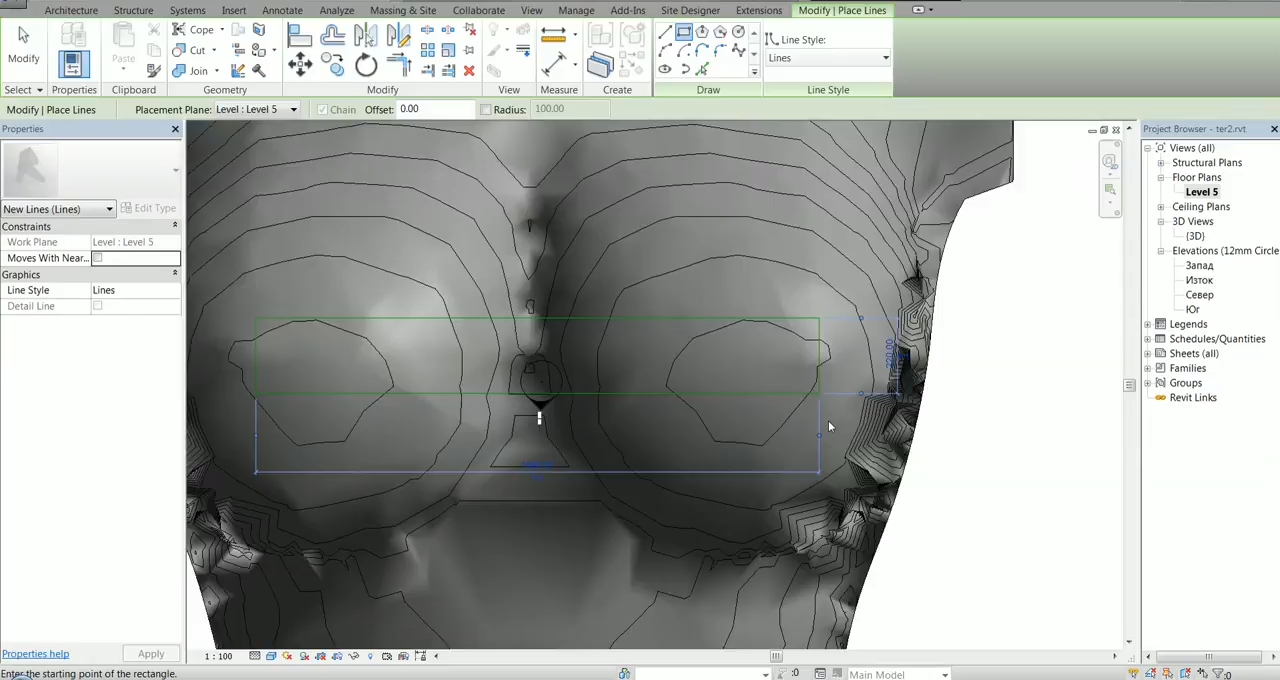 Architecture Structure Systems Insert Annotate Analyze Massing & Site Collaborate View Manage Add-Ins Site Designer Extensions Modify | Place Lines
Modify
Paste
Cope
Cut
Join
Line Style:
Lines
Select Properties Clipboard Geometry Modify View Measure Create Draw Line Style
Modify | Place Lines Placement Plane: Level : Level 5 Chain Offset: 0.00 Radius: 100.00
Properties
New Lines (Lines) Edit Type
Constraints
Work Plane Level : Level 5
Moves With Near...
Graphics
Line Style Lines
Detail Line
Properties help Apply
Project Browser - ter2.rvt
Views (all)
Structural Plans
Floor Plans
Level 5
Ceiling Plans
3D Views
{3D}
Elevations (12mm Circle
Запад
Изток
Север
Юг
Legends
Schedules/Quantities
Sheets (all)
Families
Groups
Revit Links
1 : 100
Enter the starting point of the rectangle.
:0 Main Model :0